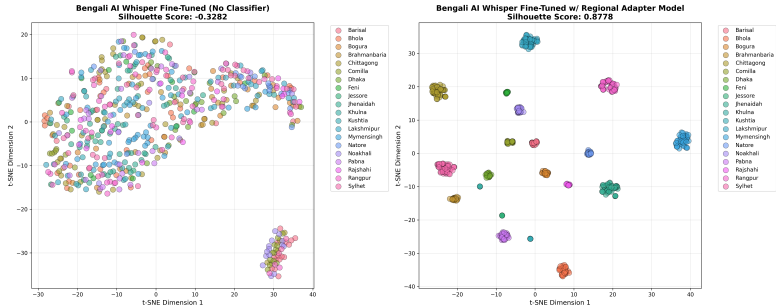 Bengali AI Whisper Fine-Tuned (No Classifier)
Silhouette Score: -0.3282
t-SNE Dimension 2
20
10
0
−10
−20
−30
−30
−20
−10
0
10
20
30
40
t-SNE Dimension 1
Barisal
Bhola
Bogura
Brahmanbaria
Chittagong
Comilla
Dhaka
Feni
Jessore
Jhenaidah
Khulna
Kushtia
Lakshmipur
Mymensingh
Natore
Noakhali
Pabna
Rajshahi
Rangpur
Sylhet
Bengali AI Whisper Fine-Tuned w/ Regional Adapter Model
Silhouette Score: 0.8778
t-SNE Dimension 2
30
20
10
0
−10
−20
−30
−40
−20
−10
0
10
20
30
40
t-SNE Dimension 1
Barisal
Bhola
Bogura
Brahmanbaria
Chittagong
Comilla
Dhaka
Feni
Jessore
Jhenaidah
Khulna
Kushtia
Lakshmipur
Mymensingh
Natore
Noakhali
Pabna
Rajshahi
Rangpur
Sylhet